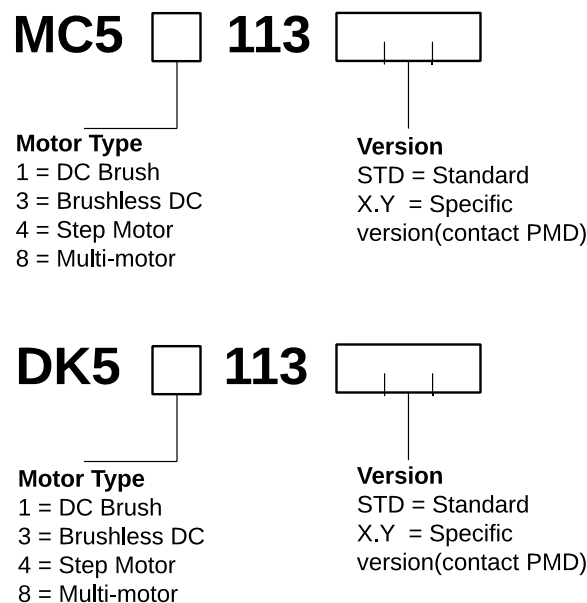 MC5 113
Motor Type
1 = DC Brush
3 = Brushless DC
4 = Step Motor
8 = Multi-motor
Version
STD = Standard
X.Y = Specific
version(contact PMD)
DK5 113
Motor Type
1 = DC Brush
3 = Brushless DC
4 = Step Motor
8 = Multi-motor
Version
STD = Standard
X.Y = Specific
version(contact PMD)